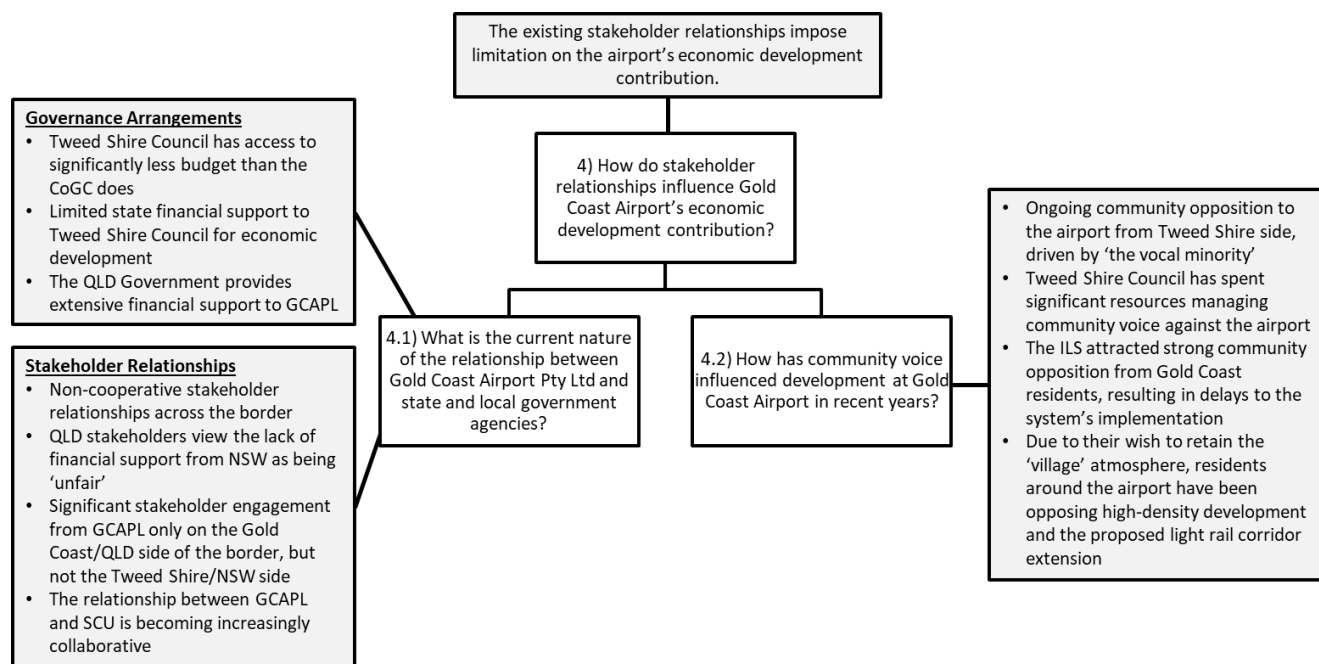 The existing stakeholder relationships impose
limitation on the airport’s economic development
contribution.
Governance Arrangements
• Tweed Shire Council has access to
significantly less budget than the
CoGC does
• Limited state financial support to
Tweed Shire Council for economic
development
• The QLD Government provides
extensive financial support to GCAPL
Stakeholder Relationships
• Non-cooperative stakeholder
relationships across the border
• QLD stakeholders view the lack of
financial support from NSW as being
‘unfair’
• Significant stakeholder engagement
from GCAPL only on the Gold
Coast/QLD side of the border, but
not the Tweed Shire/NSW side
• The relationship between GCAPL
and SCU is becoming increasingly
collaborative
4) How do stakeholder
relationships influence Gold
Coast Airport’s economic
development contribution?
4.1) What is the current nature
of the relationship between
Gold Coast Airport Pty Ltd and
state and local government
agencies?
4.2) How has community voice
influenced development at Gold
Coast Airport in recent years?
• Ongoing community opposition to
the airport from Tweed Shire side,
driven by ‘the vocal minority’
• Tweed Shire Council has spent
significant resources managing
community voice against the airport
• The ILS attracted strong community
opposition from Gold Coast
residents, resulting in delays to the
system’s implementation
• Due to their wish to retain the
‘village’ atmosphere, residents
around the airport have been
opposing high-density development
and the proposed light rail corridor
extension